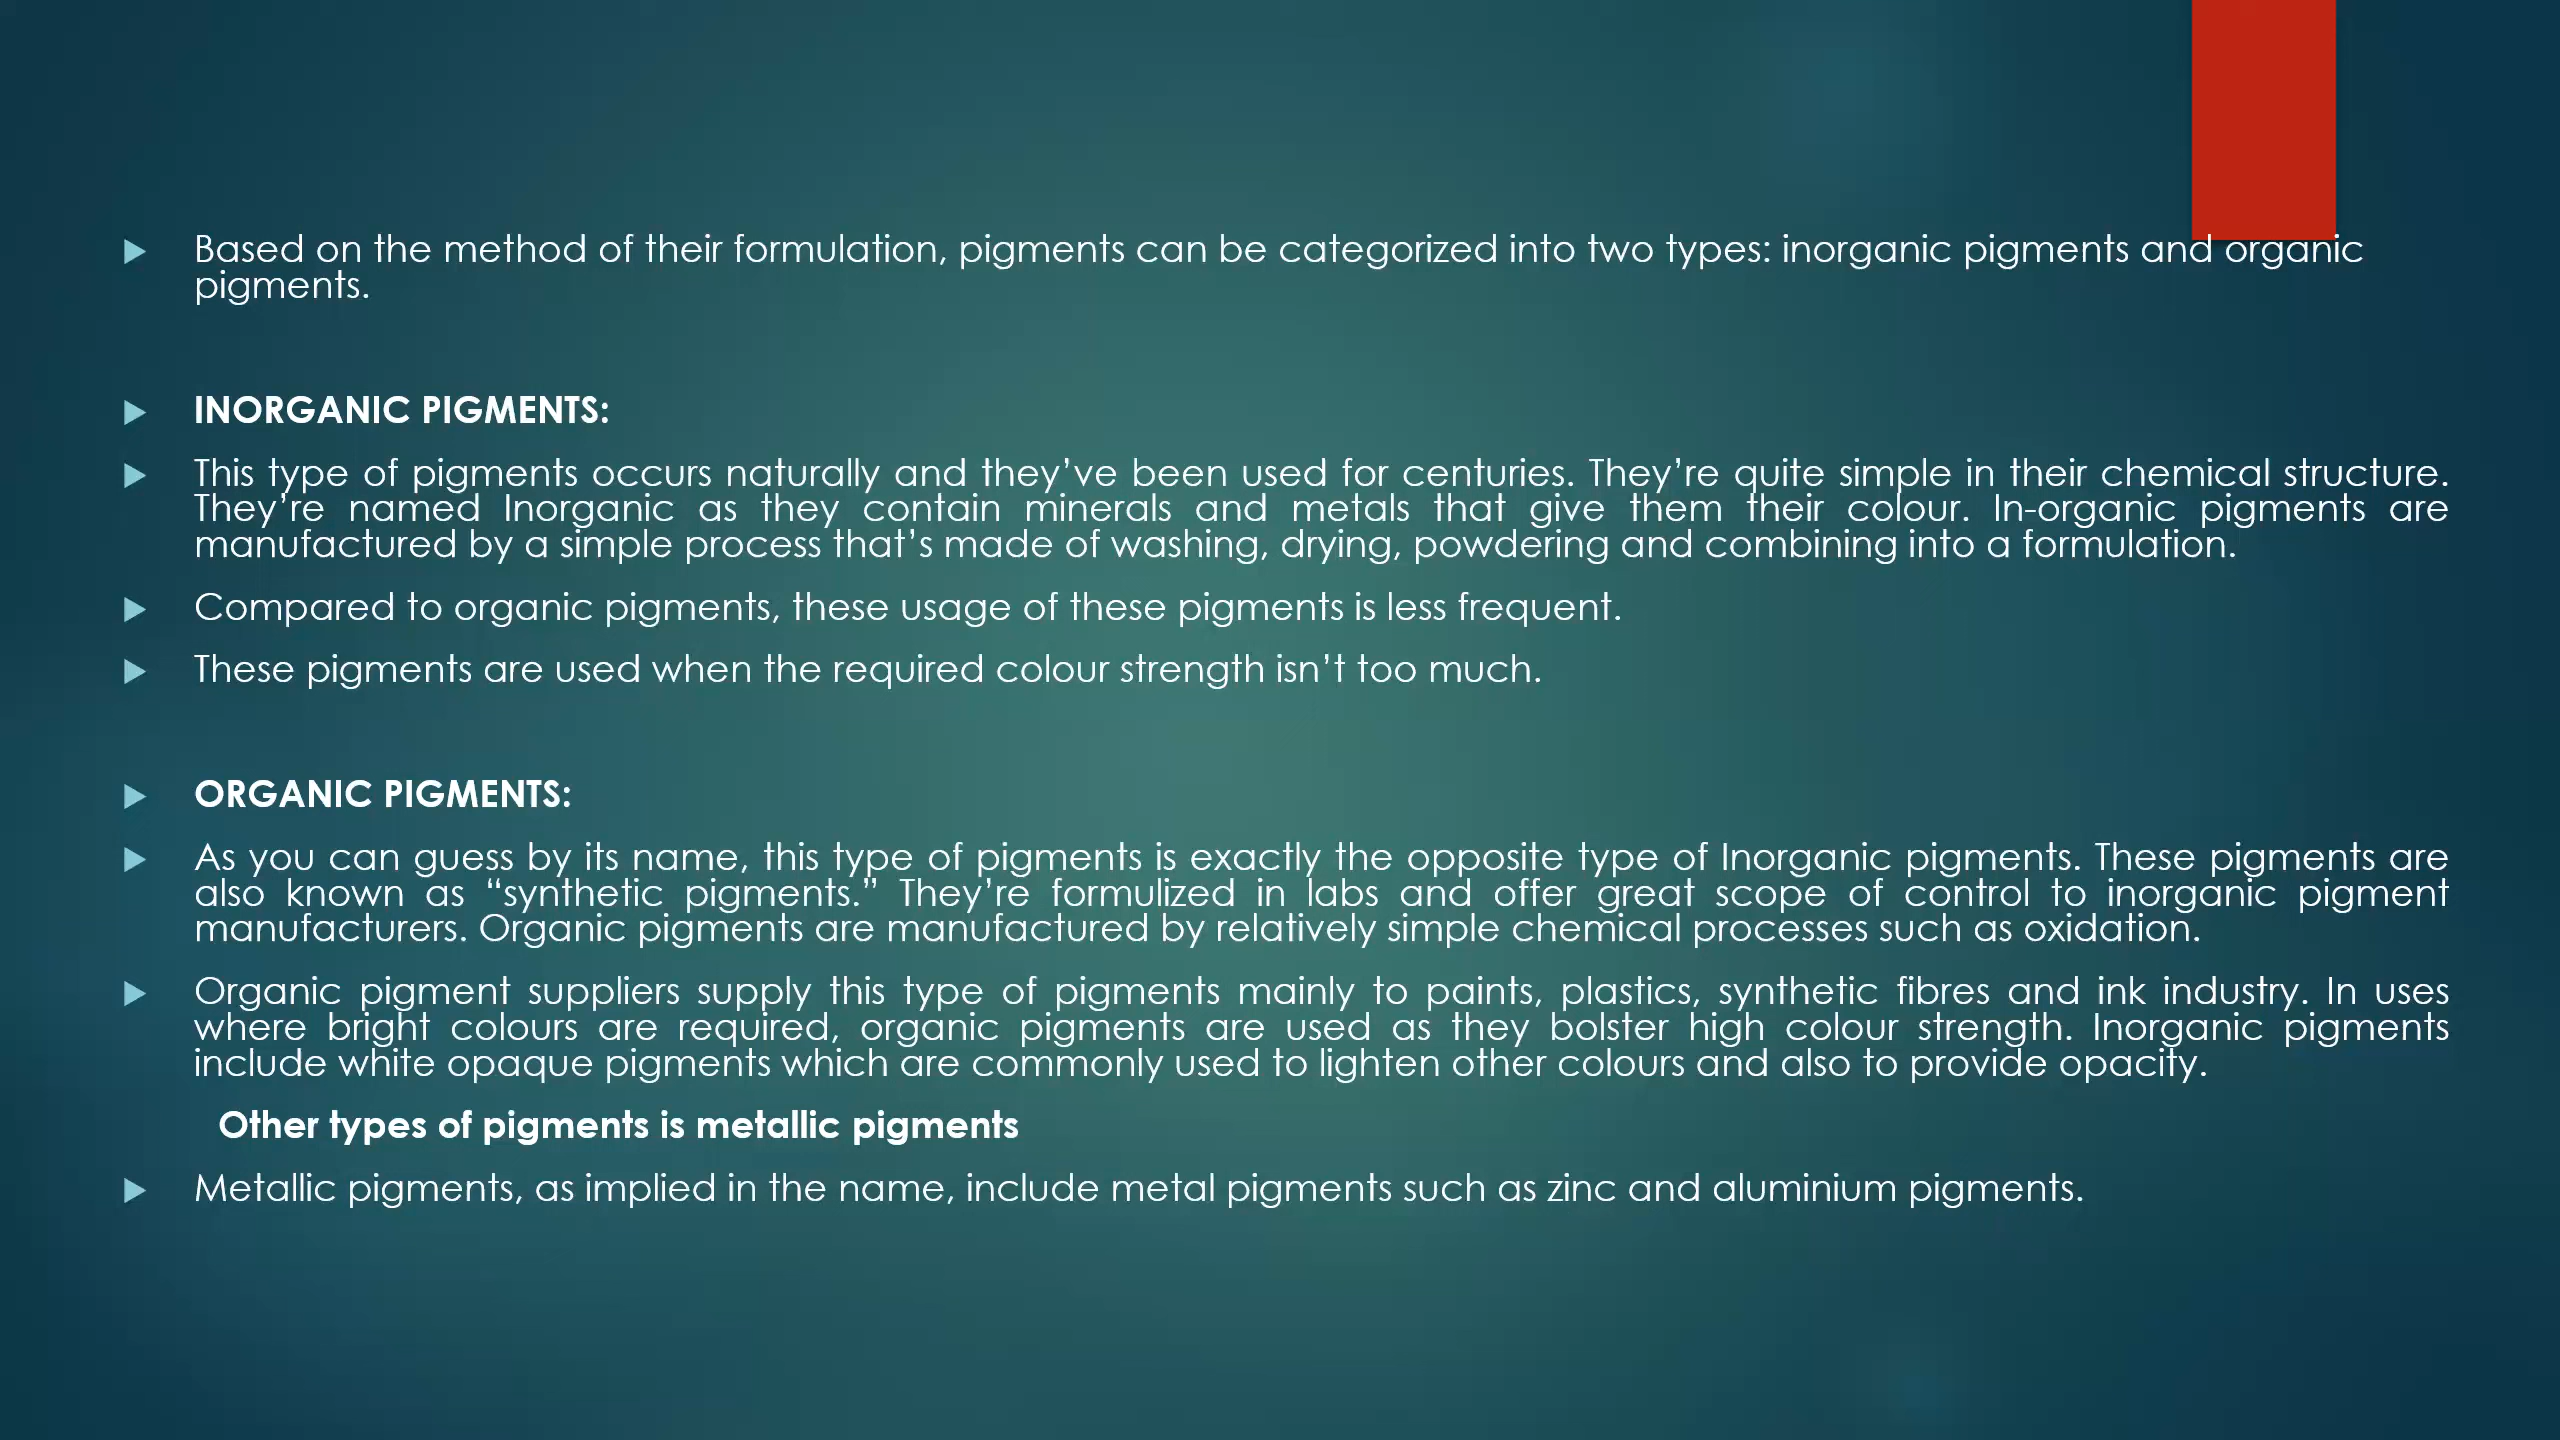 Based on the method of their formulation, pigments can be categorized into two types: inorganic pigments and organic
pigments.
INORGANIC PIGMENTS:
This type of pigments occurs naturally and they’ve been used for centuries. They’re quite simple in their chemical structure.
They’re named Inorganic as they contain minerals and metals that give them their colour. In-organic pigments are
manufactured by a simple process that’s made of washing, drying, powdering and combining into a formulation.
Compared to organic pigments, these usage of these pigments is less frequent.
These pigments are used when the required colour strength isn’t too much.
ORGANIC PIGMENTS:
As you can guess by its name, this type of pigments is exactly the opposite type of Inorganic pigments. These pigments are
also known as “synthetic pigments.” They’re formulized in labs and offer great scope of control to inorganic pigment
manufacturers. Organic pigments are manufactured by relatively simple chemical processes such as oxidation.
Organic pigment suppliers supply this type of pigments mainly to paints, plastics, synthetic fibres and ink industry. In uses
where bright colours are required, organic pigments are used as they bolster high colour strength. Inorganic pigments
include white opaque pigments which are commonly used to lighten other colours and also to provide opacity.
Other types of pigments is metallic pigments
Metallic pigments, as implied in the name, include metal pigments such as zinc and aluminium pigments.